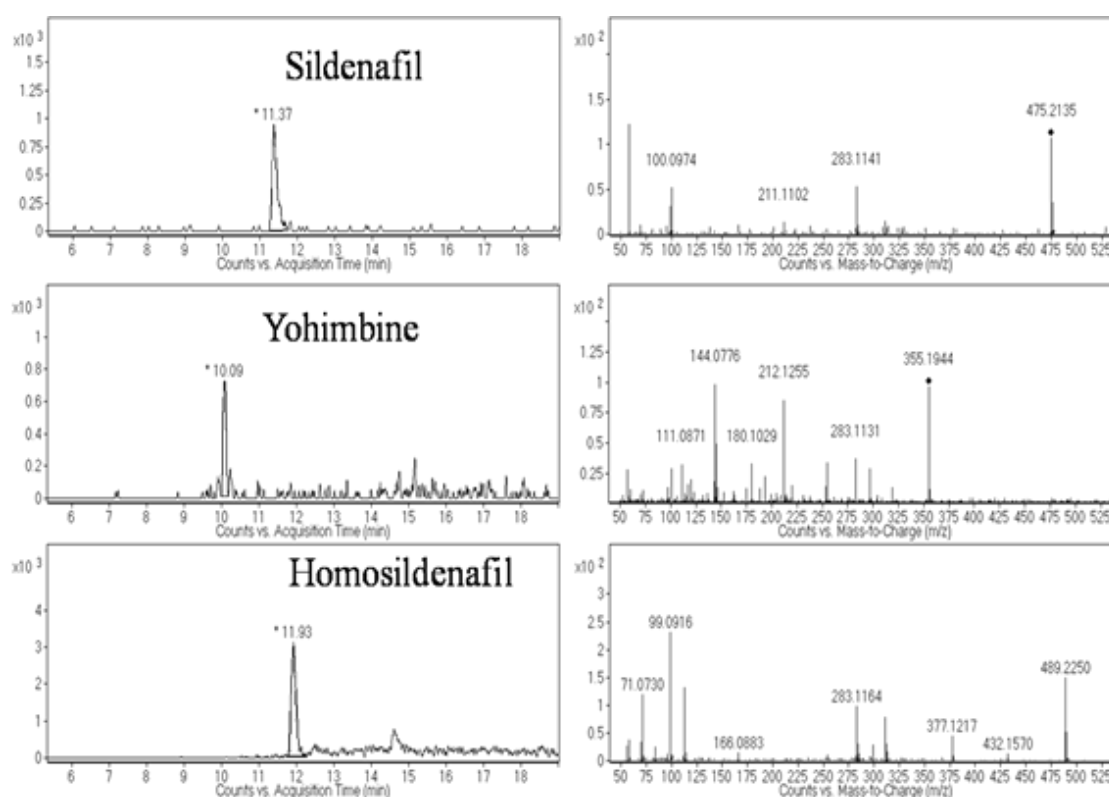 x10 3
Sildenafil
1.5
1.25
* 11.37
1
0.75
0.5
0.25
0
6 7 8 9 10 11 12 13 14 15 16 17 18
Counts vs. Acquisition Time (min)
x10 2
475.2135
1
283.1141
100.0974
0.5
211.1102
0
50 75 100 125 150 175 200 225 250 275 300 325 350 375 400 425 450 475 500 525
Counts vs. Mass-to-Charge (m/z)
x10 3
Yohimbine
1
* 10.09
0.8
0.6
0.4
0.2
0
6 7 8 9 10 11 12 13 14 15 16 17 18
Counts vs. Acquisition Time (min)
x10 2
1.25
144.0776
355.1944
212.1255
1
0.75
111.0871
180.1029
283.1131
0.5
0.25
0
50 75 100 125 150 175 200 225 250 275 300 325 350 375 400 425 450 475 500 525
Counts vs. Mass-to-Charge (m/z)
x10 3
Homosildenafil
4
* 11.93
3
2
1
0
6 7 8 9 10 11 12 13 14 15 16 17 18
Counts vs. Acquisition Time (min)
x10 2
3
2.5
99.0916
2
489.2250
1.5
71.0730
283.1164
1
377.1217
0.5
166.0883
432.1570
0
50 75 100 125 150 175 200 225 250 275 300 325 350 375 400 425 450 475 500 525
Counts vs. Mass-to-Charge (m/z)